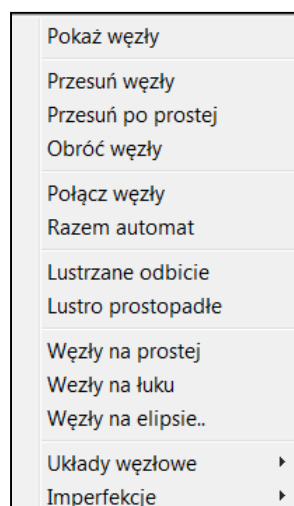 Pokaż węzły
Przesuń węzły
Przesuń po prostej
Obróć węzły
Połącz węzły
Razem automat
Lustrzane odbicie
Lustro prostopadłe
Węzły na prostej
Wezły na łuku
Węzły na elipsie..
Układy węzłowe
Imperfekcje